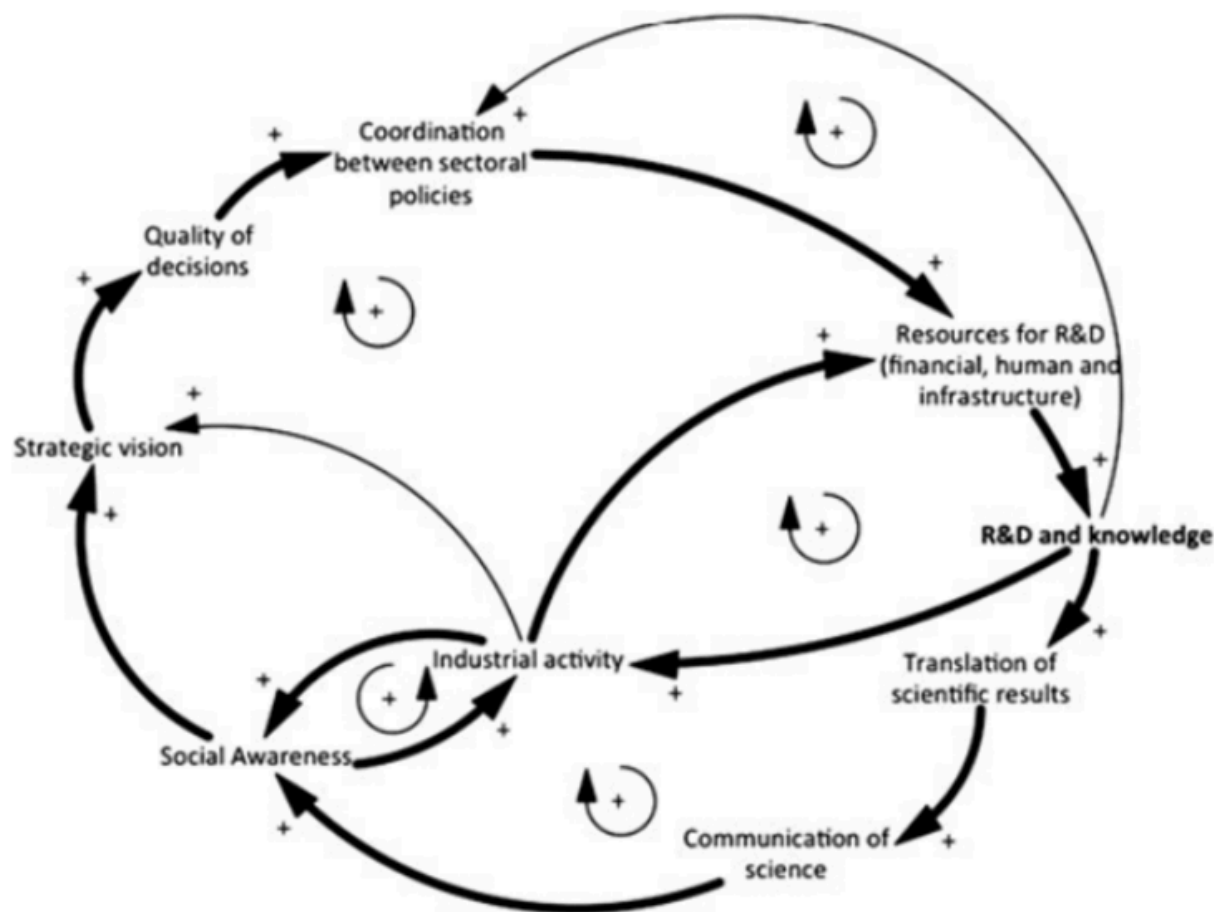 +
+
Coordination
between sectoral
policies
+
+
Quality of
decisions
+
+
+
+
Resources for R&D
(financial, human and
infrastructure)
+
Strategic vision
+
+
+
R&D and knowledge
+
Industrial activity
+
Translation of
scientific results
+
+
+
+
Social Awareness
+
+
Communication of
science
+